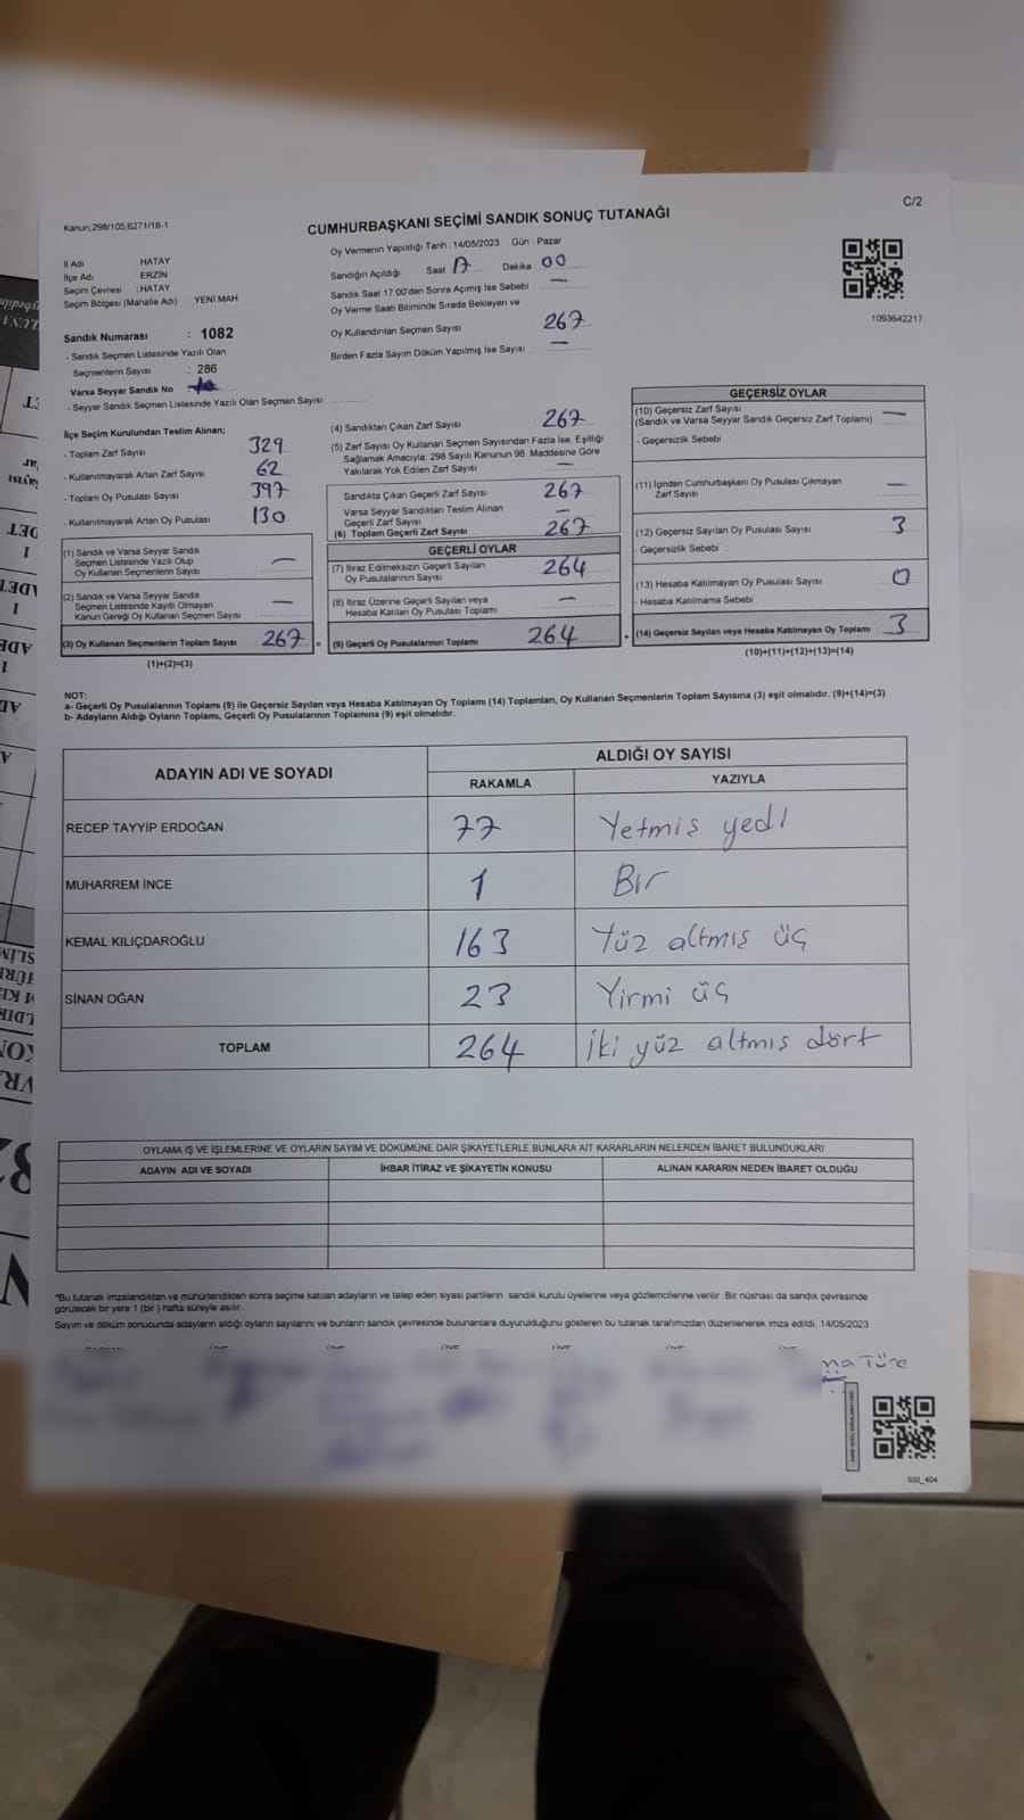 Kanun;298/105,6271/18-1
C/2
CUMHURBAŞKANI SEÇİMİ SANDIK SONUÇ TUTANAĞI
Oy Vermenin Yapıldığı Tarih : 14/05/2023 Gün : Pazar
İl Adı HATAY
İlçe Adı ERZİN
Seçim Çevresi : HATAY
Seçim Bölgesi (Mahalle Adı) YENİ MAH
Sandık Numarası : 1082
- Sandık Seçmen Listesinde Yazılı Olan
Seçmenlerin Sayısı : 286
Varsa Seyyar Sandık No
- Seyyar Sandık Seçmen Listesinde Yazılı Olan Seçmen Sayısı
Sandığın Açıldığı Saat 17 Dakika 00
Sandık Saat 17:00'dan Sonra Açımış İse Sebebi —
Oy Verme Saati Bitiminde Sırada Bekleyen ve
Oy Kullandırılan Seçmen Sayısı 267
Birden Fazla Sayım Döküm Yapılmış İse Sayısı —
1093642217
İlçe Seçim Kurulundan Teslim Alınan;
- Toplam Zarf Sayısı 329
- Kullanılmayarak Artan Zarf Sayısı 62
- Toplam Oy Pusulası Sayısı 397
- Kullanılmayarak Artan Oy Pusulası 130
(1) Sandık ve Varsa Seyyar Sandık
Seçmen Listesinde Yazılı Olup
Oy Kullanan Seçmenlerin Sayısı —
(2) Sandık ve Varsa Seyyar Sandık
Seçmen Listesinde Kayıtlı Olmayan
Kanun Gereği Oy Kullanan Seçmen Sayısı —
(3) Oy Kullanan Seçmenlerin Toplam Sayısı 267
(1)+(2)=(3)
(4) Sandıktan Çıkan Zarf Sayısı 267
(5) Zarf Sayısı Oy Kullanan Seçmen Sayısından Fazla İse, Eşitliği
Sağlamak Amacıyla; 298 Sayılı Kanunun 98. Maddesine Göre
Yakılarak Yok Edilen Zarf Sayısı —
Sandıkta Çıkan Geçerli Zarf Sayısı 267
Varsa Seyyar Sandıktan Teslim Alınan
Geçerli Zarf Sayısı —
(6) Toplam Geçerli Zarf Sayısı 267
GEÇERLİ OYLAR
(7) İtiraz Edilmeksizin Geçerli Sayılan
Oy Pusulalarının Sayısı 264
(8) İtiraz Üzerine Geçerli Sayılan veya
Hesaba Katılan Oy Pusulası Toplamı —
(9) Geçerli Oy Pusulalarının Toplamı 264
GEÇERSİZ OYLAR
(10) Geçersiz Zarf Sayısı
(Sandık ve Varsa Seyyar Sandık Geçersiz Zarf Toplamı) —
- Geçersizlik Sebebi
(11) İçinden Cumhurbaşkanı Oy Pusulası Çıkmayan
Zarf Sayısı —
(12) Geçersiz Sayılan Oy Pusulası Sayısı 3
Geçersizlik Sebebi :
(13) Hesaba Katılmayan Oy Pusulası Sayısı 0
- Hesaba Katılmama Sebebi
(14) Geçersiz Sayılan veya Hesaba Katılmayan Oy Toplamı 3
(10)+(11)+(12)+(13)=(14)
NOT:
a- Geçerli Oy Pusulalarının Toplamı (9) ile Geçersiz Sayılan veya Hesaba Katılmayan Oy Toplamı (14) Toplamları, Oy Kullanan Seçmenlerin Toplam Sayısına (3) eşit olmalıdır. (9)+(14)=(3)
b- Adayların Aldığı Oyların Toplamı, Geçerli Oy Pusulalarının Toplamına (9) eşit olmalıdır.
ADAYIN ADI VE SOYADI ALDIĞI OY SAYISI
RAKAMLA YAZIYLA
RECEP TAYYİP ERDOĞAN 77 Yetmiş yedi
MUHARREM İNCE 1 Bir
KEMAL KILIÇDAROĞLU 163 Yüz altmış üç
SİNAN OĞAN 23 Yirmi üç
TOPLAM 264 İki yüz altmış dört
OYLAMA İŞ VE İŞLEMLERİNE VE OYLARIN SAYIM VE DÖKÜMÜNE DAİR ŞİKAYETLERLE BUNLARA AİT KARARLARIN NELERDEN İBARET BULUNDUKLARI
ADAYIN ADI VE SOYADI İHBAR İTİRAZ VE ŞİKAYETİN KONUSU ALINAN KARARIN NEDEN İBARET OLDUĞU
"Bu tutanak imzalandıktan ve mühürlendikten sonra seçime katılan adayların ve talep eden siyasi partilerin sandık kurulu üyelerine veya gözlemcilerine verilir. Bir nüshası da sandık çevresinde
görülecek bir yere 1 (bir) hafta süreyle asılır.
Sayım ve döküm sonucunda adayların aldığı oyların sayılarını ve bunların sandık çevresinde bulunanlara duyurulduğunu gösteren bu tutanak tarafımızdan düzenlenerek imza edildi. 14/05/2023